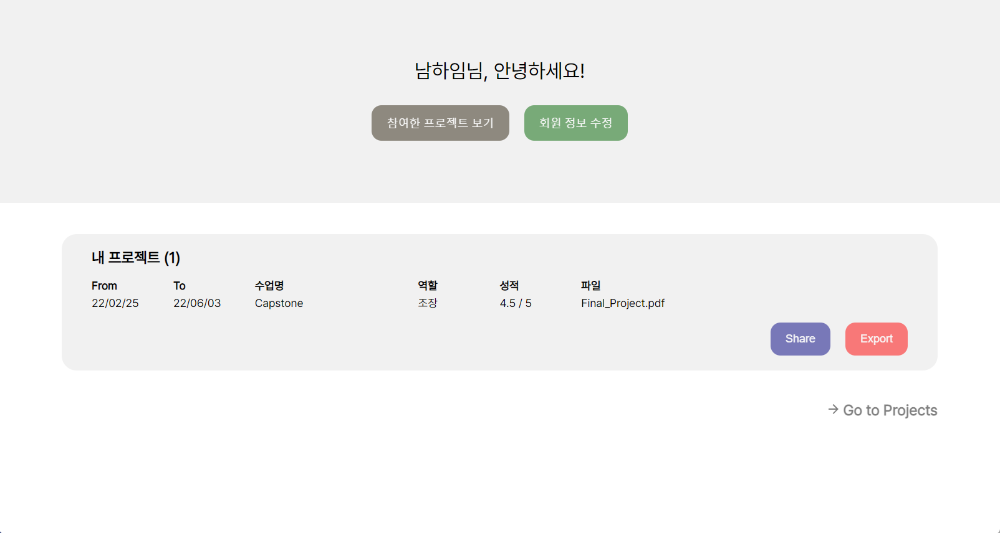 남하임님, 안녕하세요!
참여한 프로젝트 보기
회원 정보 수정
내 프로젝트 (1)
From To 수업명 역할 성적 파일
22/02/25 22/06/03 Capstone 조장 4.5 / 5 Final_Project.pdf
Share Export
→ Go to Projects